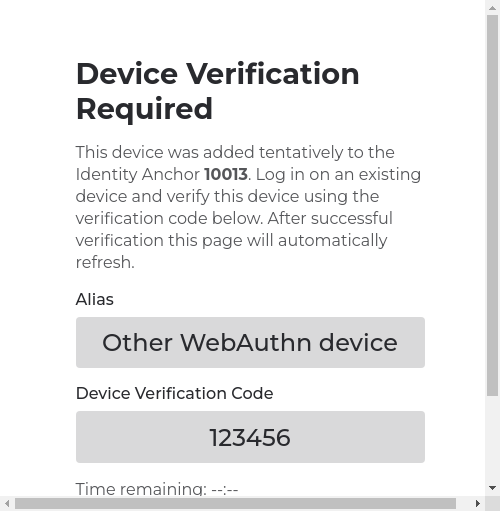 Device Verification
Required
This device was added tentatively to the
Identity Anchor 10013. Log in on an existing
device and verify this device using the
verification code below. After successful
verification this page will automatically
refresh.
Alias
Other WebAuthn device
Device Verification Code
123456
Time remaining: --:--